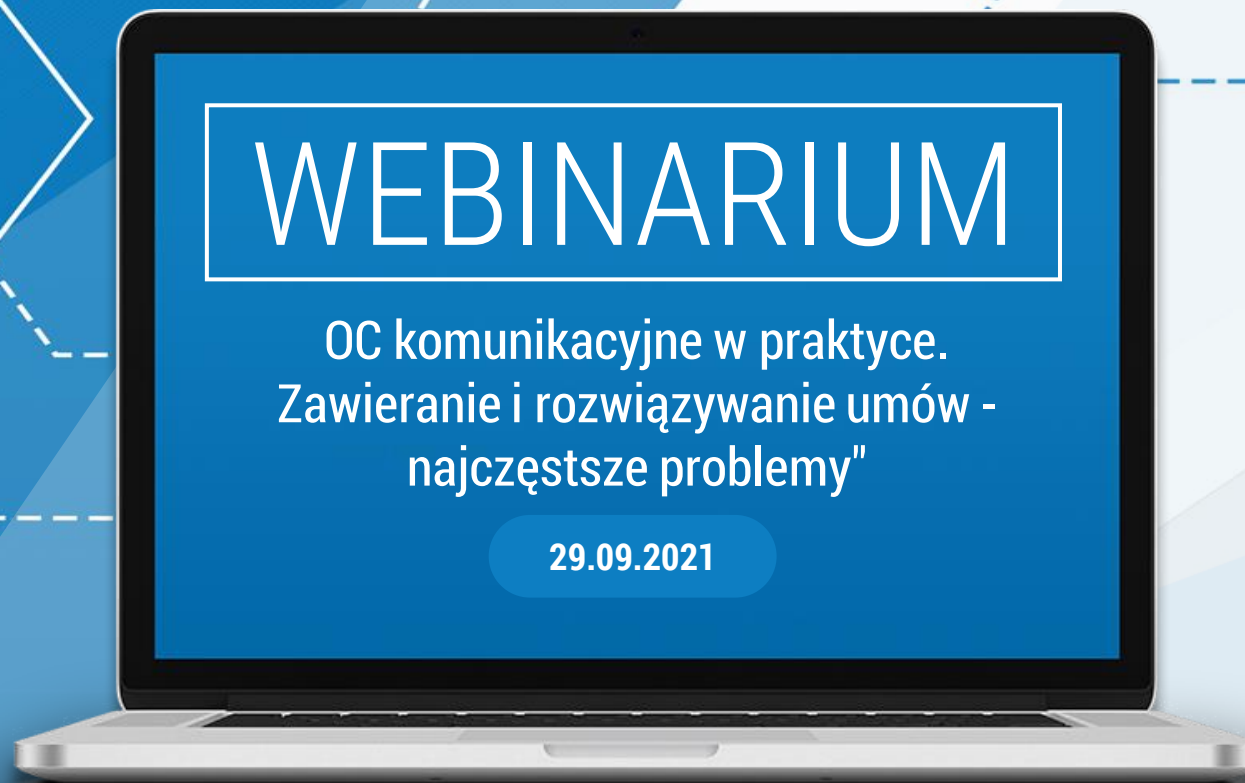 WEBINARIUM
OC komunikacyjne w praktyce.
Zawieranie i rozwiązywanie umów -
najczęstsze problemy"
29.09.2021